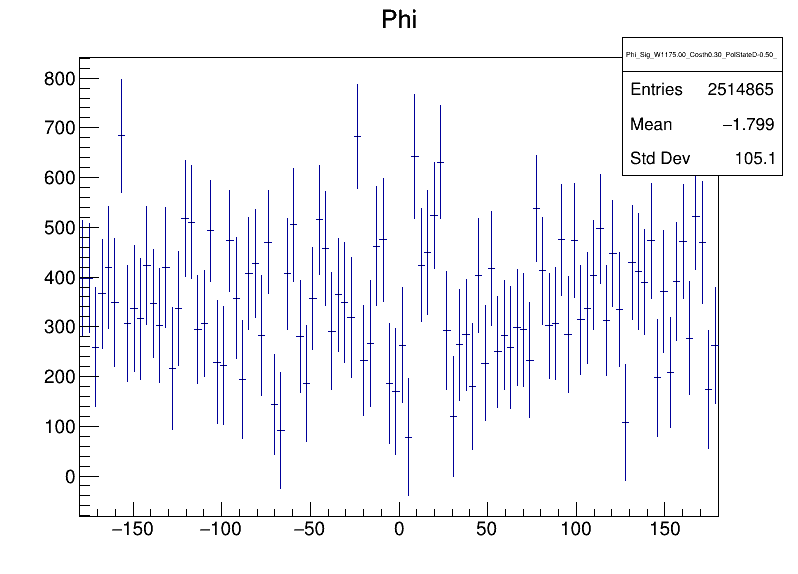 Phi
Phi_Sig_W1175.00_Costh0.30_PolStateD-0.50_
Entries 2514865
Mean −1.799
Std Dev 105.1
800
700
600
500
400
300
200
100
0
−150 −100 −50 0 50 100 150